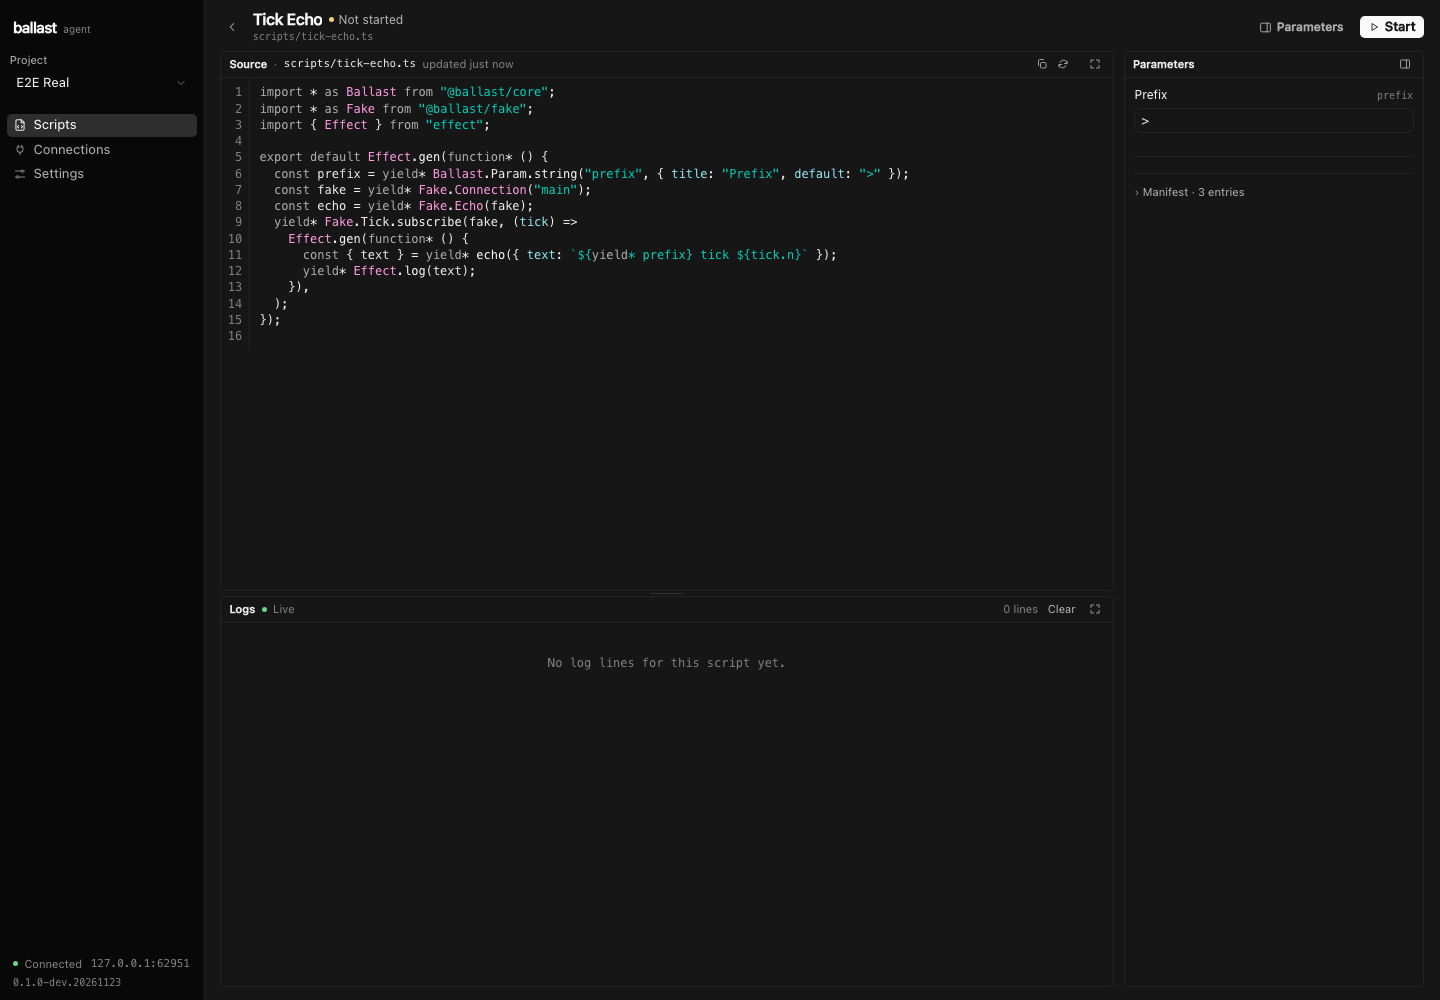 ballast agent
Project
E2E Real
Scripts
Connections
Settings
Connected 127.0.0.1:62951
0.1.0-dev.20261123
Tick Echo Not started
scripts/tick-echo.ts
Parameters
Start
Source · scripts/tick-echo.ts updated just now
1 import * as Ballast from "@ballast/core";
2 import * as Fake from "@ballast/fake";
3 import { Effect } from "effect";
4
5 export default Effect.gen(function* () {
6   const prefix = yield* Ballast.Param.string("prefix", { title: "Prefix", default: ">" });
7   const fake = yield* Fake.Connection("main");
8   const echo = yield* Fake.Echo(fake);
9   yield* Fake.Tick.subscribe(fake, (tick) =>
10     Effect.gen(function* () {
11       const { text } = yield* echo({ text: `${yield* prefix} tick ${tick.n}` });
12       yield* Effect.log(text);
13     }),
14   );
15 });
16
Logs Live
0 lines Clear
No log lines for this script yet.
Parameters
Prefix prefix
>
› Manifest · 3 entries